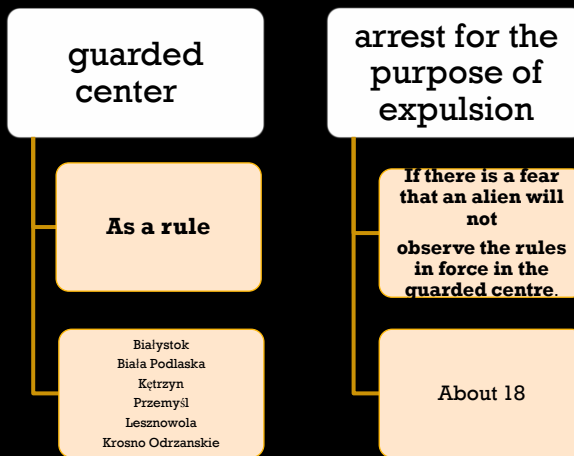 guarded
center
As a rule
Białystok
Biała Podlaska
Kętrzyn
Przemyśl
Lesznowola
Krosno Odrzanskie
arrest for the
purpose of
expulsion
If there is a fear
that an alien will
not
observe the rules
in force in the
guarded centre.
About 18